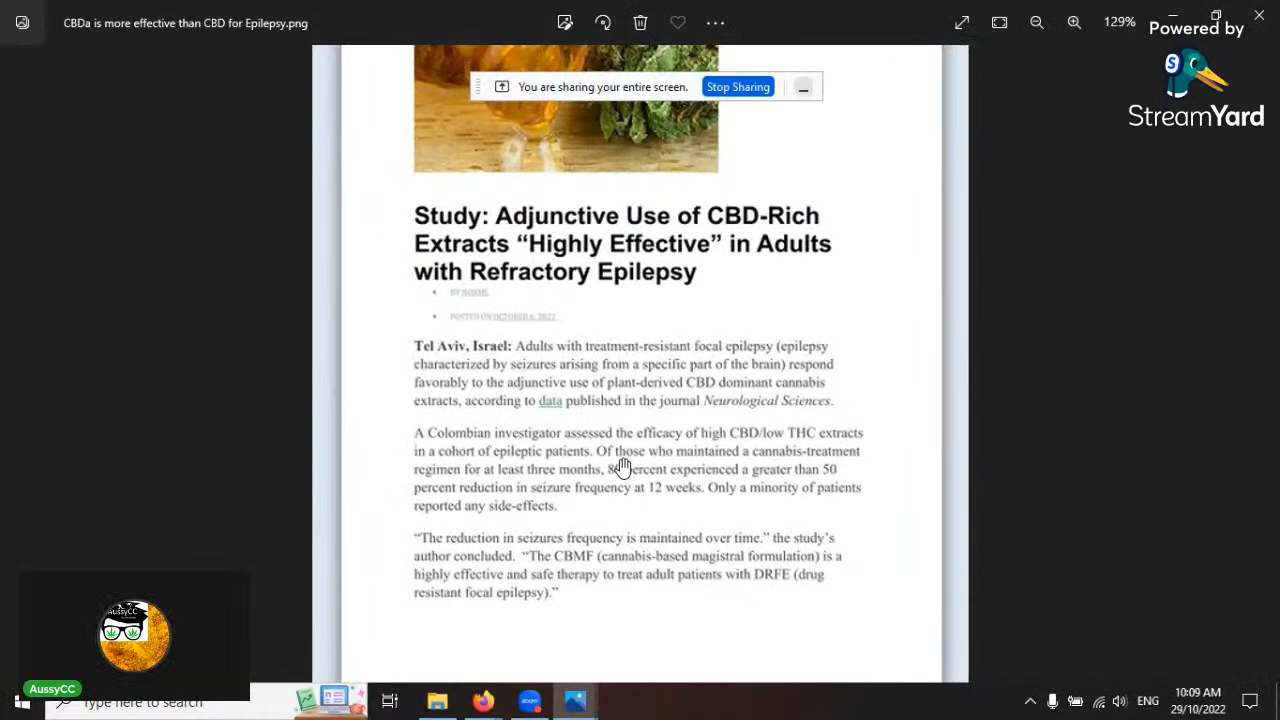 CBDa is more effective than CBD for Epilepsy.png
129%
Powered by
StreamYard
You are sharing your entire screen.
Stop Sharing
Study: Adjunctive Use of CBD-Rich
Extracts “Highly Effective” in Adults
with Refractory Epilepsy
BY NORML
POSTED ON OCTOBER 6, 2022
Tel Aviv, Israel: Adults with treatment-resistant focal epilepsy (epilepsy
characterized by seizures arising from a specific part of the brain) respond
favorably to the adjunctive use of plant-derived CBD dominant cannabis
extracts, according to data published in the journal Neurological Sciences.
A Colombian investigator assessed the efficacy of high CBD/low THC extracts
in a cohort of epileptic patients. Of those who maintained a cannabis-treatment
regimen for at least three months, percent experienced a greater than 50
percent reduction in seizure frequency at 12 weeks. Only a minority of patients
reported any side-effects.
“The reduction in seizures frequency is maintained over time.” the study’s
author concluded. “The CBMF (cannabis-based magistral formulation) is a
highly effective and safe therapy to treat adult patients with DRFE (drug
resistant focal epilepsy).”
AussyCC
AussyCC
Type here to search
zoom
ENG
10:09 AM
29/10/2022